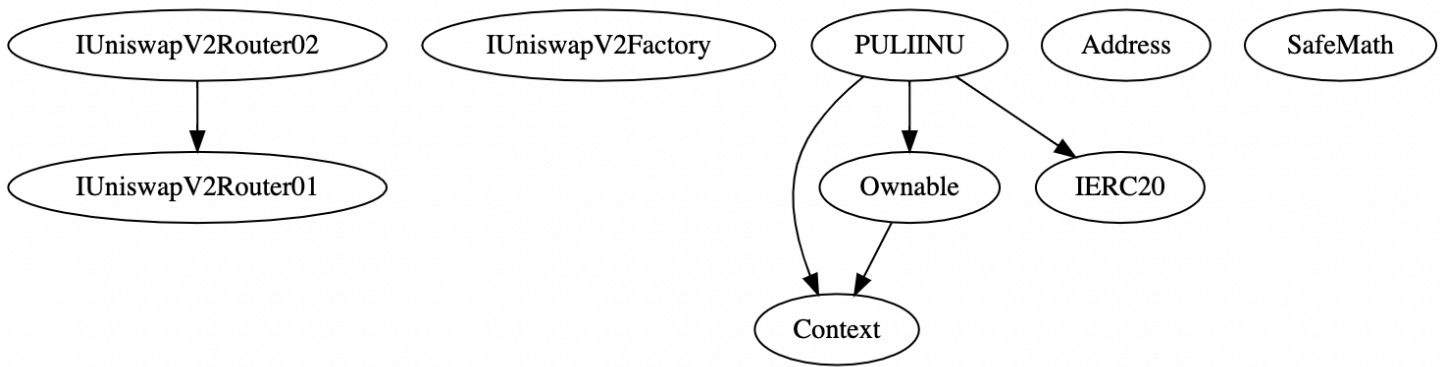 IUniswapV2Router02
IUniswapV2Factory
PULIINU
Address
SafeMath
IUniswapV2Router01
Ownable
IERC20
Context